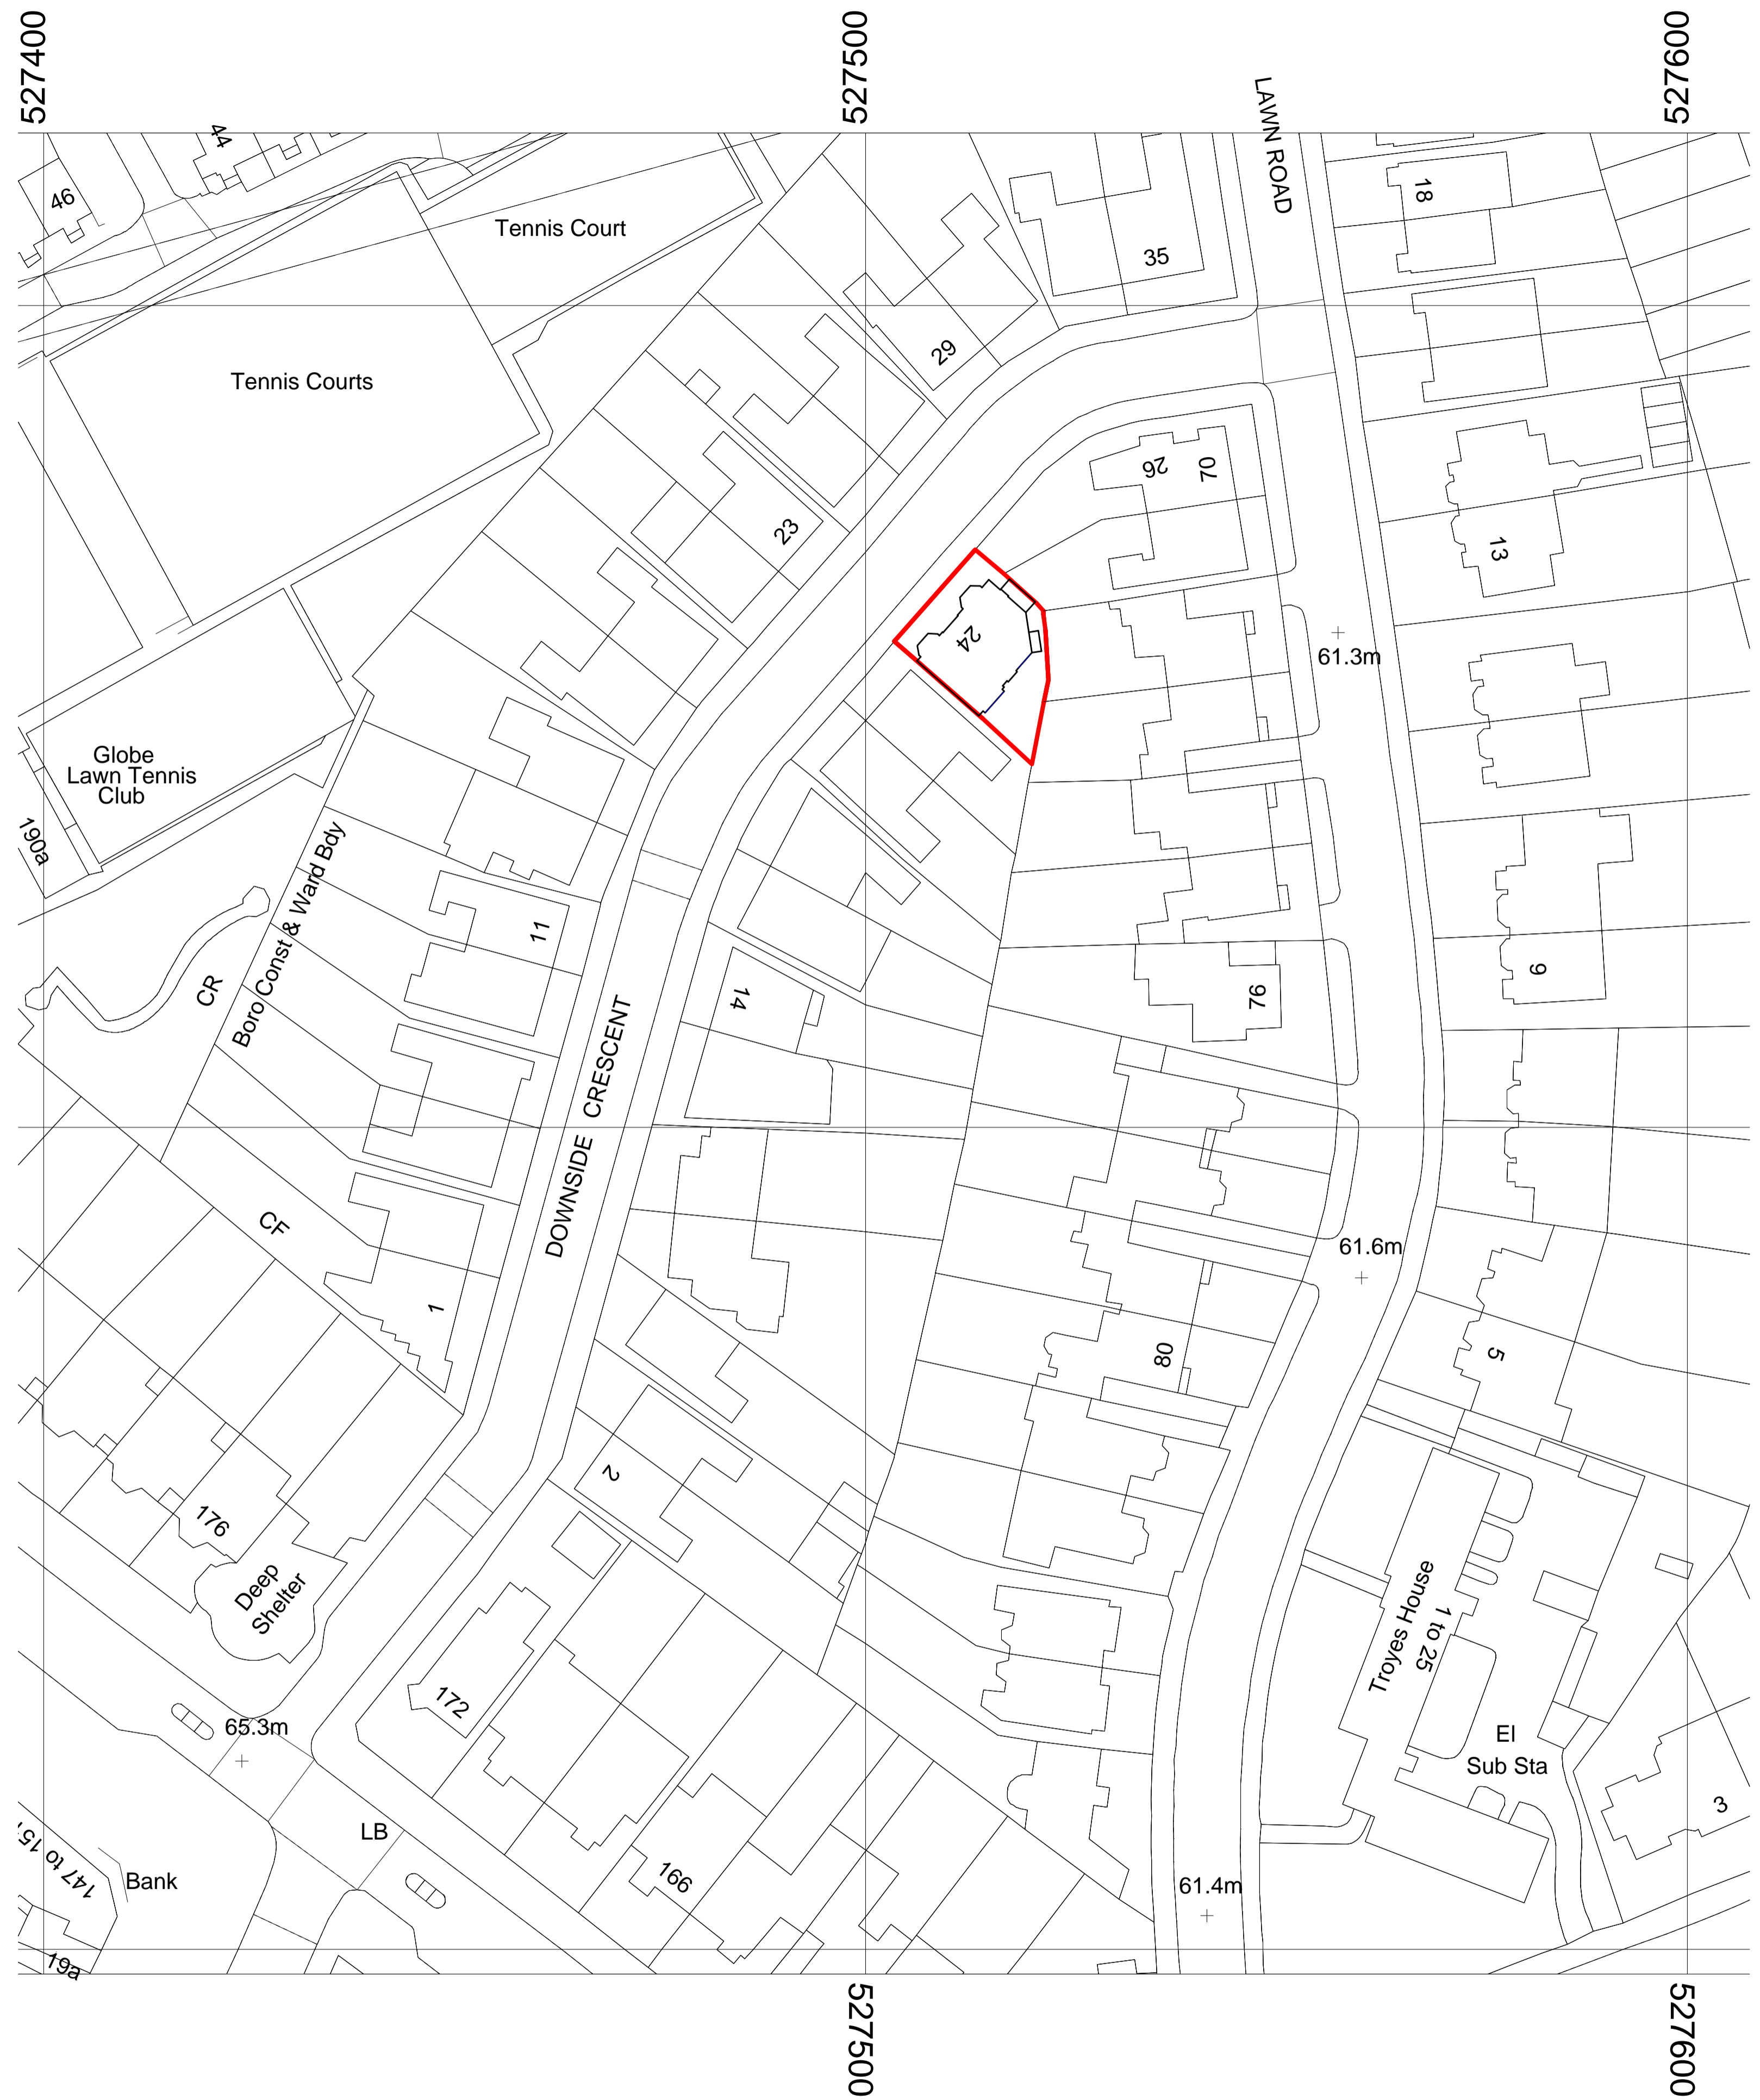 527400
527500
527600
LAWN ROAD
44
46
18
Tennis Court
35
29
Tennis Courts
26
70
23
13
24
61.3m
Globe
Lawn Tennis
Club
190a
Boro Const & Ward Bdy
11
CR
9
14
76
DOWNSIDE CRESCENT
CF
61.6m
1
80
5
2
176
Deep
Shelter
Troyes House
1 to 25
172
65.3m
El
Sub Sta
3
LB
147 to 151
Bank
166
61.4m
19a
527500
527600